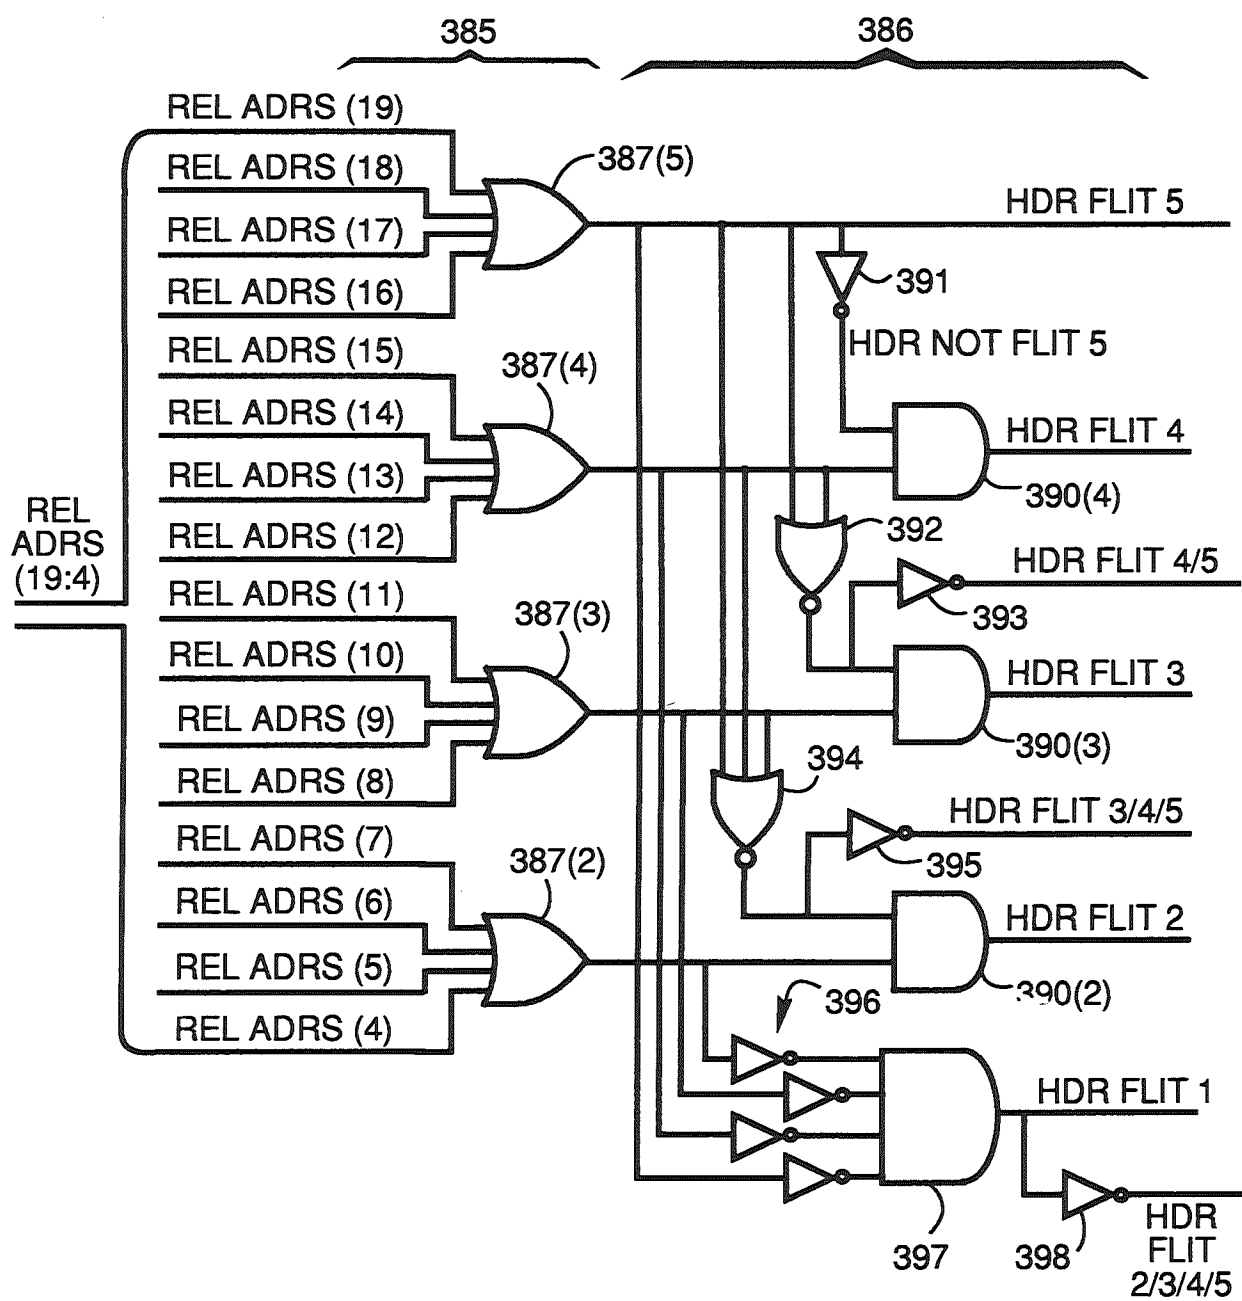 385
386
REL ADRS (19)
REL ADRS (18)
387(5)
HDR FLIT 5
REL ADRS (17)
391
REL ADRS (16)
HDR NOT FLIT 5
REL ADRS (15)
387(4)
REL ADRS (14)
HDR FLIT 4
REL ADRS (13)
390(4)
REL
ADRS
(19:4)
REL ADRS (12)
392
HDR FLIT 4/5
REL ADRS (11)
387(3)
393
REL ADRS (10)
HDR FLIT 3
REL ADRS (9)
390(3)
REL ADRS (8)
394
HDR FLIT 3/4/5
REL ADRS (7)
387(2)
395
REL ADRS (6)
HDR FLIT 2
REL ADRS (5)
390(2)
396
REL ADRS (4)
HDR FLIT 1
397
398
HDR
FLIT
2/3/4/5